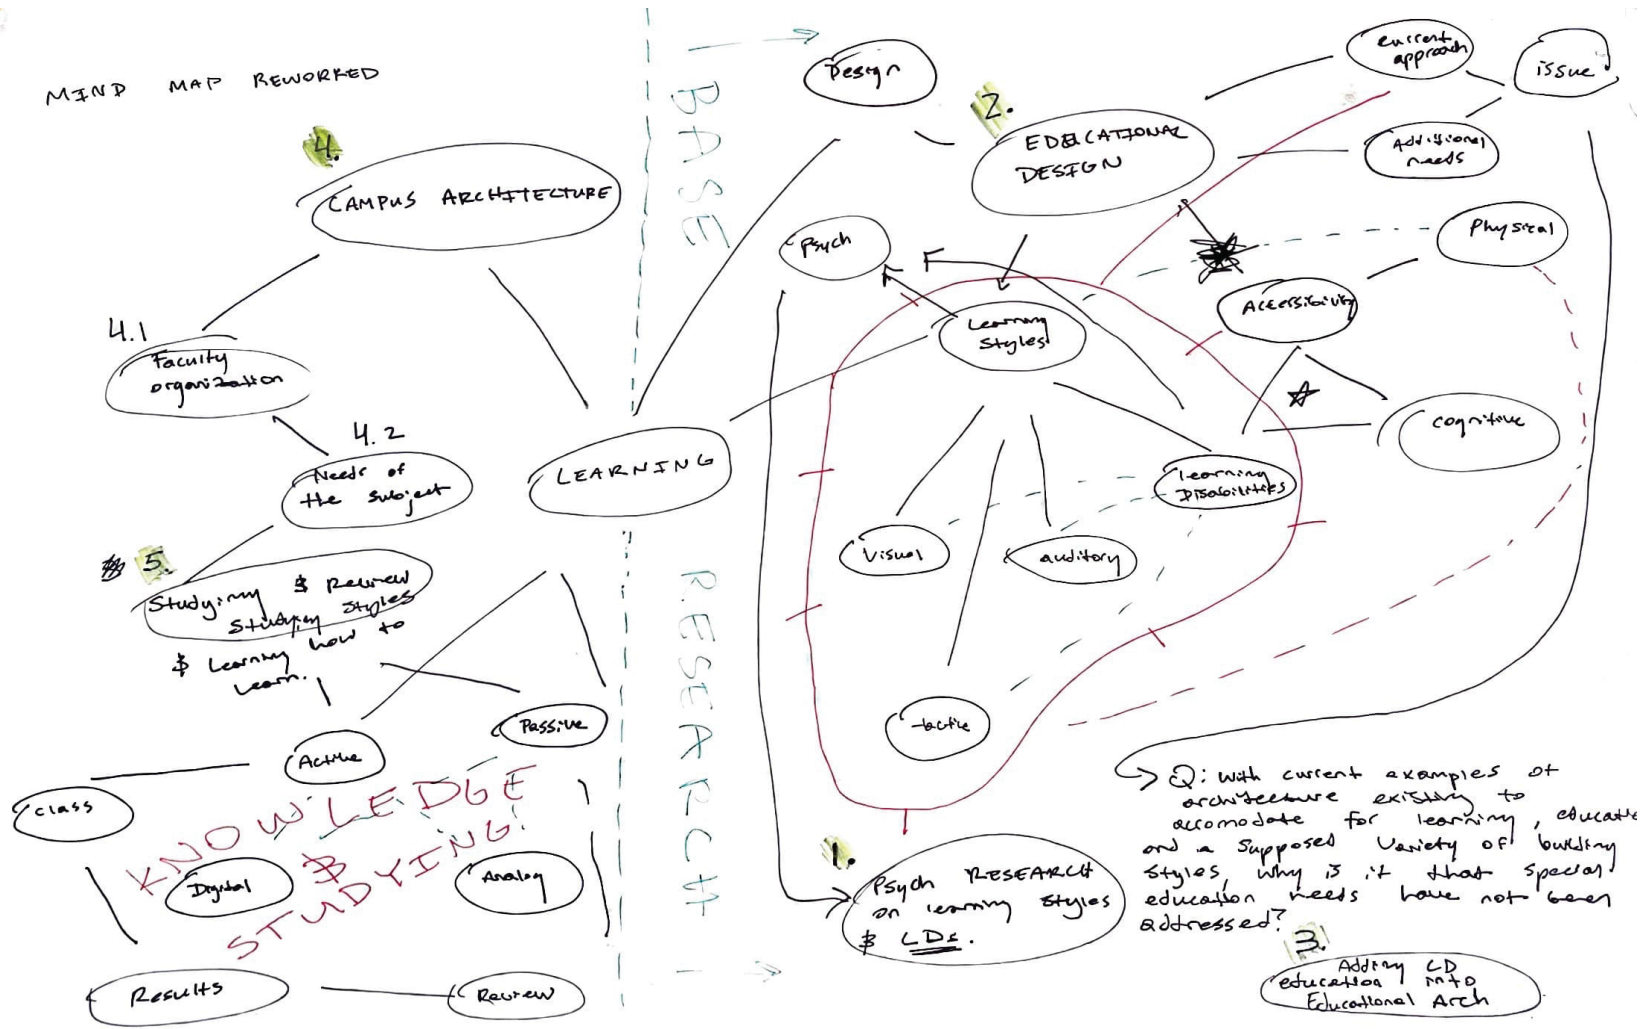 MIND MAP REWORKED
4.
CAMPUS ARCHITECTURE
4.1
Faculty
organization
4.2
Needs of
the subject
5.
Studying & Review
Studying Styles
& Learning how to
Learn.
Active
Passive
class
KNOWLEDGE
&
STUDYING!
Digital
Analog
Results
Review
LEARNING
BASE
RESEARCH
Design
2.
EDUCATIONAL
DESIGN
current
approach
issue
Additional
needs
Psych
Physical
Accessibility
Learning
Styles
cognitive
Learning
Disabilities
Visual
auditory
tactile
1.
Psych RESEARCH
on learning styles
& LDs.
Q: with current examples of
architecture existing to
accomodate for learning,
and a supposed variety of building
styles, why is it that special
education needs have not been
addressed?
3.
Adding LD
education into
Educational Arch